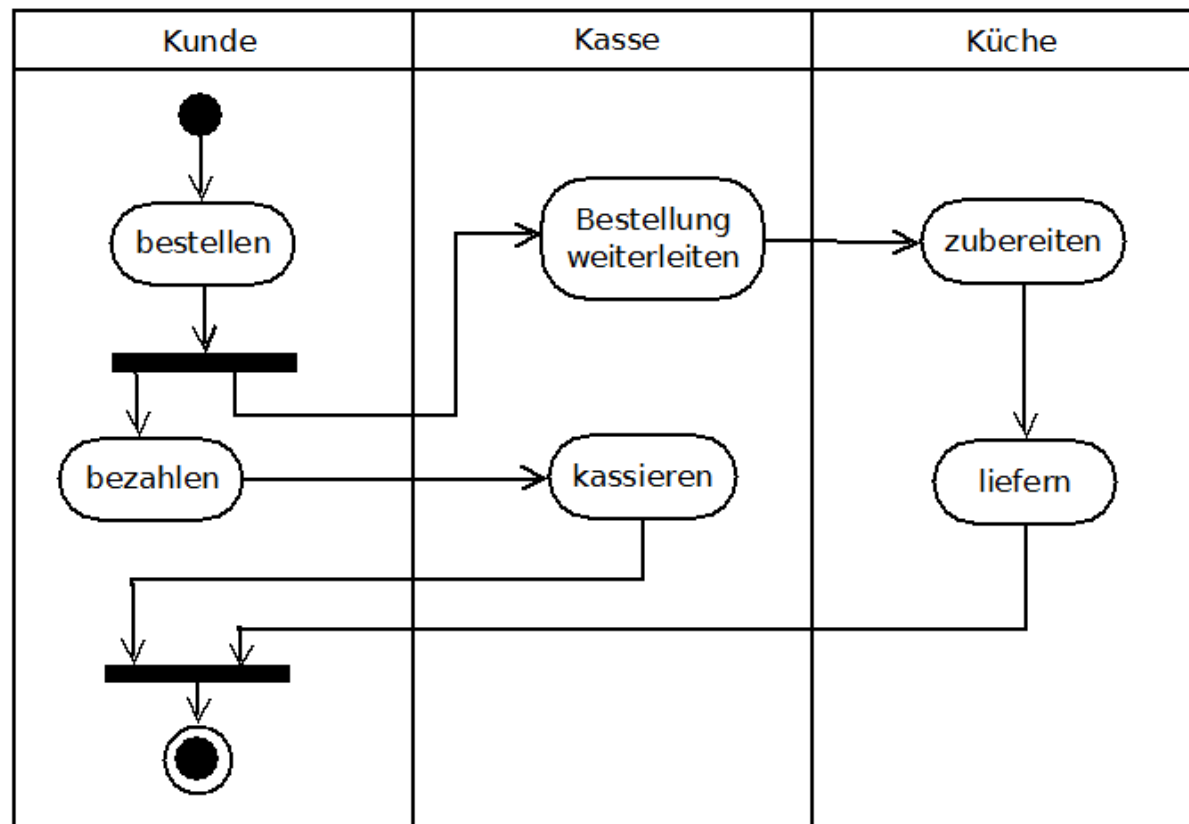 Kunde
Kasse
Küche
bestellen
Bestellung
weiterleiten
zubereiten
bezahlen
kassieren
liefern